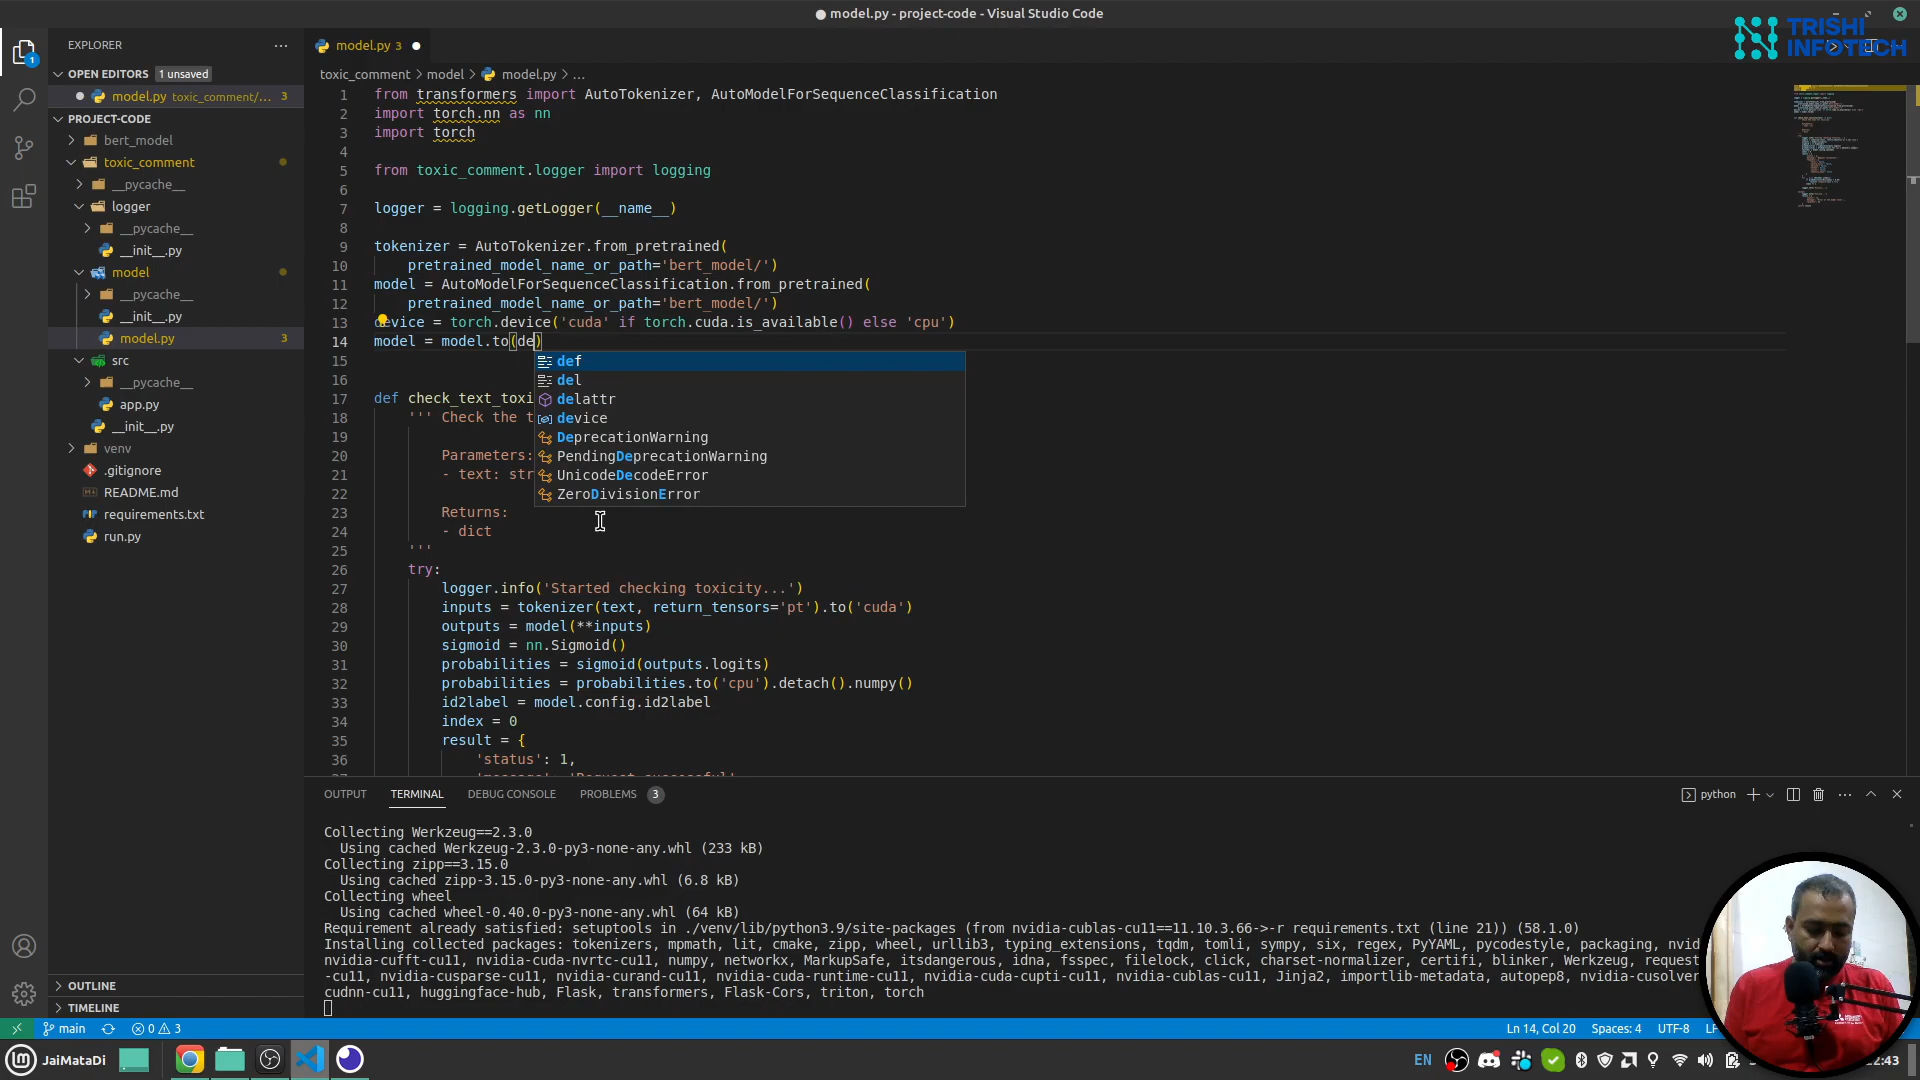 model.py - project-code - Visual Studio Code
TRISHI
INFOTECH
EXPLORER
model.py 3
OPEN EDITORS 1 unsaved
toxic_comment > model > model.py > ...
model.py toxic_comment/... 3
PROJECT-CODE
bert_model
toxic_comment
__pycache__
logger
__pycache__
__init__.py
model
__pycache__
__init__.py
model.py 3
src
__pycache__
app.py
__init__.py
venv
.gitignore
README.md
requirements.txt
run.py
OUTLINE
TIMELINE
1 from transformers import AutoTokenizer, AutoModelForSequenceClassification
2 import torch.nn as nn
3 import torch
4
5 from toxic_comment.logger import logging
6
7 logger = logging.getLogger(__name__)
8
9 tokenizer = AutoTokenizer.from_pretrained(
10 pretrained_model_name_or_path='bert_model/')
11 model = AutoModelForSequenceClassification.from_pretrained(
12 pretrained_model_name_or_path='bert_model/')
13 device = torch.device('cuda' if torch.cuda.is_available() else 'cpu')
14 model = model.to(de)
15
16
17 def check_text_toxi
18 ''' Check the t
19
20 Parameters:
21 - text: str
22
23 Returns:
24 - dict
25 '''
26 try:
27 logger.info('Started checking toxicity...')
28 inputs = tokenizer(text, return_tensors='pt').to('cuda')
29 outputs = model(**inputs)
30 sigmoid = nn.Sigmoid()
31 probabilities = sigmoid(outputs.logits)
32 probabilities = probabilities.to('cpu').detach().numpy()
33 id2label = model.config.id2label
34 index = 0
35 result = {
36 'status': 1,
def
del
delattr
device
DeprecationWarning
PendingDeprecationWarning
UnicodeDecodeError
ZeroDivisionError
OUTPUT TERMINAL DEBUG CONSOLE PROBLEMS 3
python
Collecting Werkzeug==2.3.0
Using cached Werkzeug-2.3.0-py3-none-any.whl (233 kB)
Collecting zipp==3.15.0
Using cached zipp-3.15.0-py3-none-any.whl (6.8 kB)
Collecting wheel
Using cached wheel-0.40.0-py3-none-any.whl (64 kB)
Requirement already satisfied: setuptools in ./venv/lib/python3.9/site-packages (from nvidia-cublas-cu11==11.10.3.66->-r requirements.txt (line 21)) (58.1.0)
Installing collected packages: tokenizers, mpmath, lit, cmake, zipp, wheel, urllib3, typing_extensions, tqdm, tomli, sympy, six, regex, PyYAML, pycodestyle, packaging, nvid
nvidia-cufft-cu11, nvidia-cuda-nvrtc-cu11, numpy, networkx, MarkupSafe, itsdangerous, idna, fsspec, filelock, click, charset-normalizer, certifi, blinker, Werkzeug, request
-cu11, nvidia-cusparse-cu11, nvidia-curand-cu11, nvidia-cuda-runtime-cu11, nvidia-cuda-cupti-cu11, nvidia-cublas-cu11, Jinja2, importlib-metadata, autopep8, nvidia-cusolver
cudnn-cu11, huggingface-hub, Flask, transformers, Flask-Cors, triton, torch
main 0 3
Ln 14, Col 20 Spaces: 4 UTF-8
JaiMataDi
EN
2:43